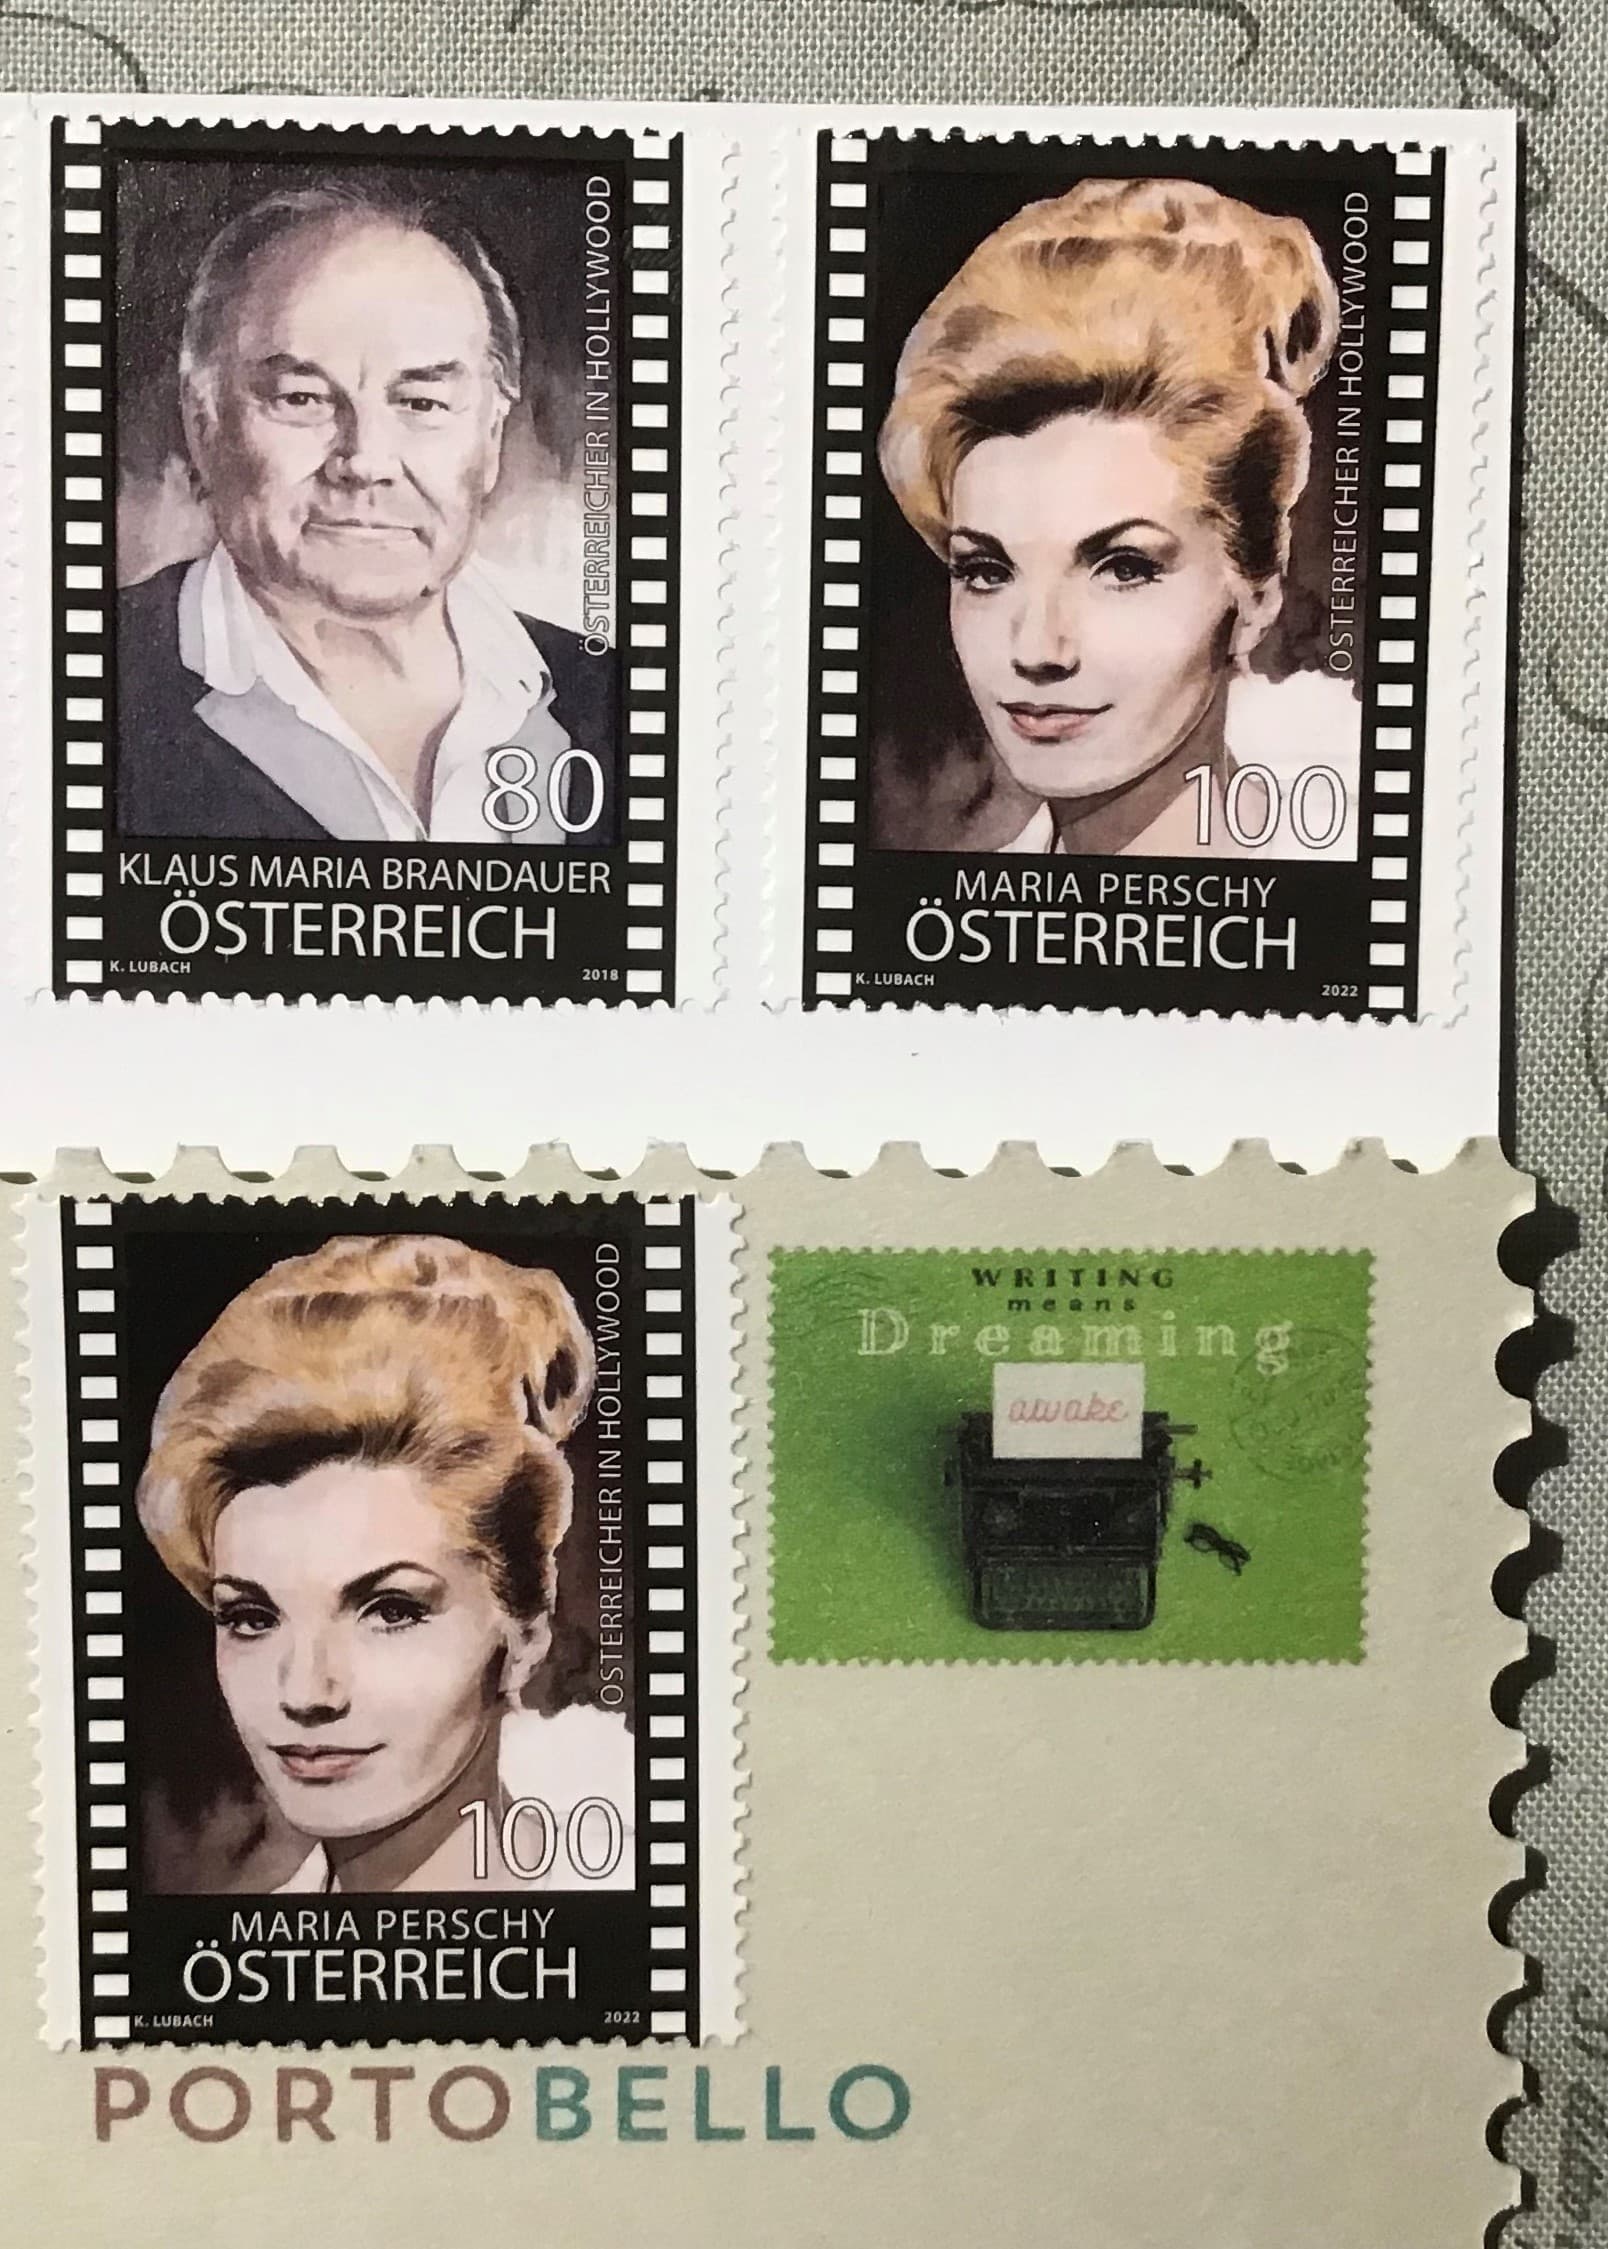 ÖSTERREICHER IN HOLLYWOOD
80
KLAUS MARIA BRANDAUER
ÖSTERREICH
K. LUBACH
2018
ÖSTERREICHER IN HOLLYWOOD
100
MARIA PERSCHY
ÖSTERREICH
K. LUBACH
2022
ÖSTERREICHER IN HOLLYWOOD
100
MARIA PERSCHY
ÖSTERREICH
K. LUBACH
2022
WRITING
means
Dreaming
awake
PORTOBELLO